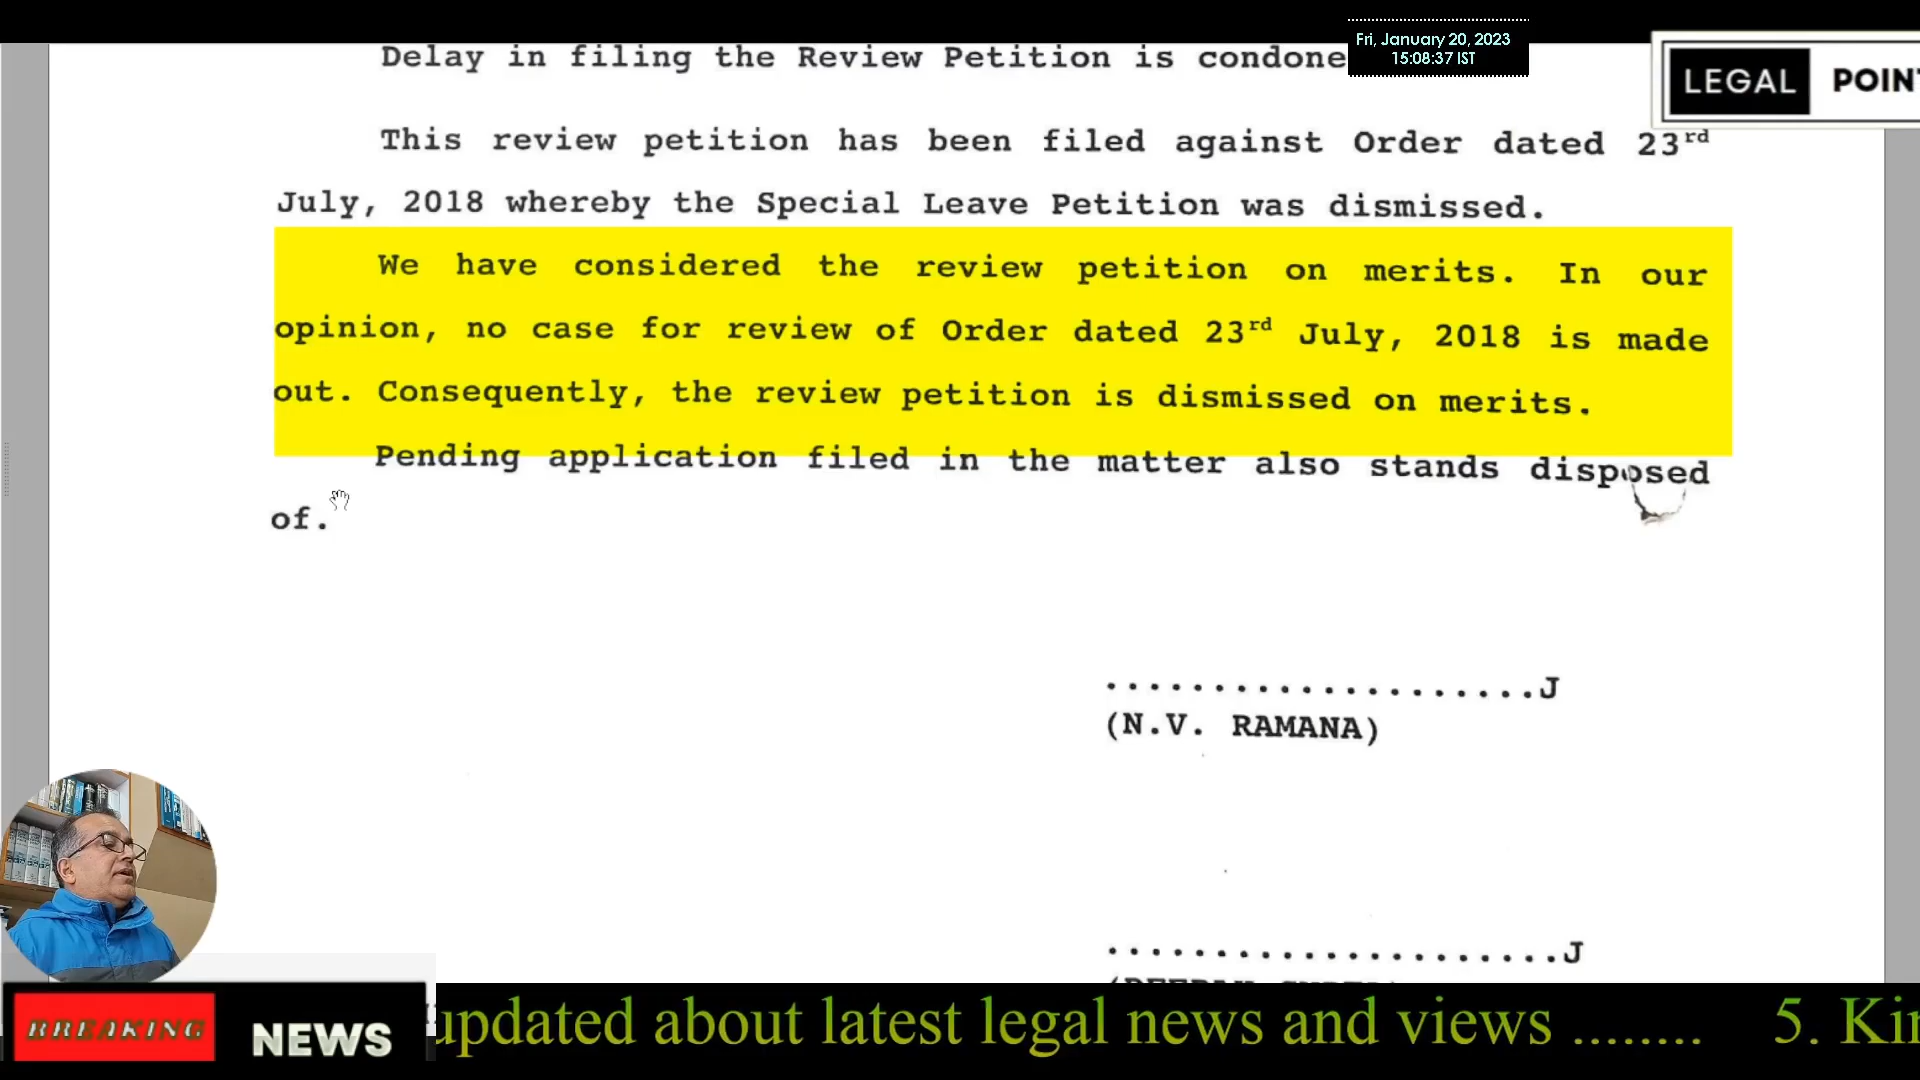 Fri, January 20, 2023
15:08:37 IST
LEGAL POIN
Delay in filing the Review Petition is condone
This review petition has been filed against Order dated 23rd
July, 2018 whereby the Special Leave Petition was dismissed.
We have considered the review petition on merits. In our
opinion, no case for review of Order dated 23rd July, 2018 is made
out. Consequently, the review petition is dismissed on merits.
Pending application filed in the matter also stands disposed
of.
.....................J
(N.V. RAMANA)
......................J
BREAKING NEWS
updated about latest legal news and views ........ 5. Ki